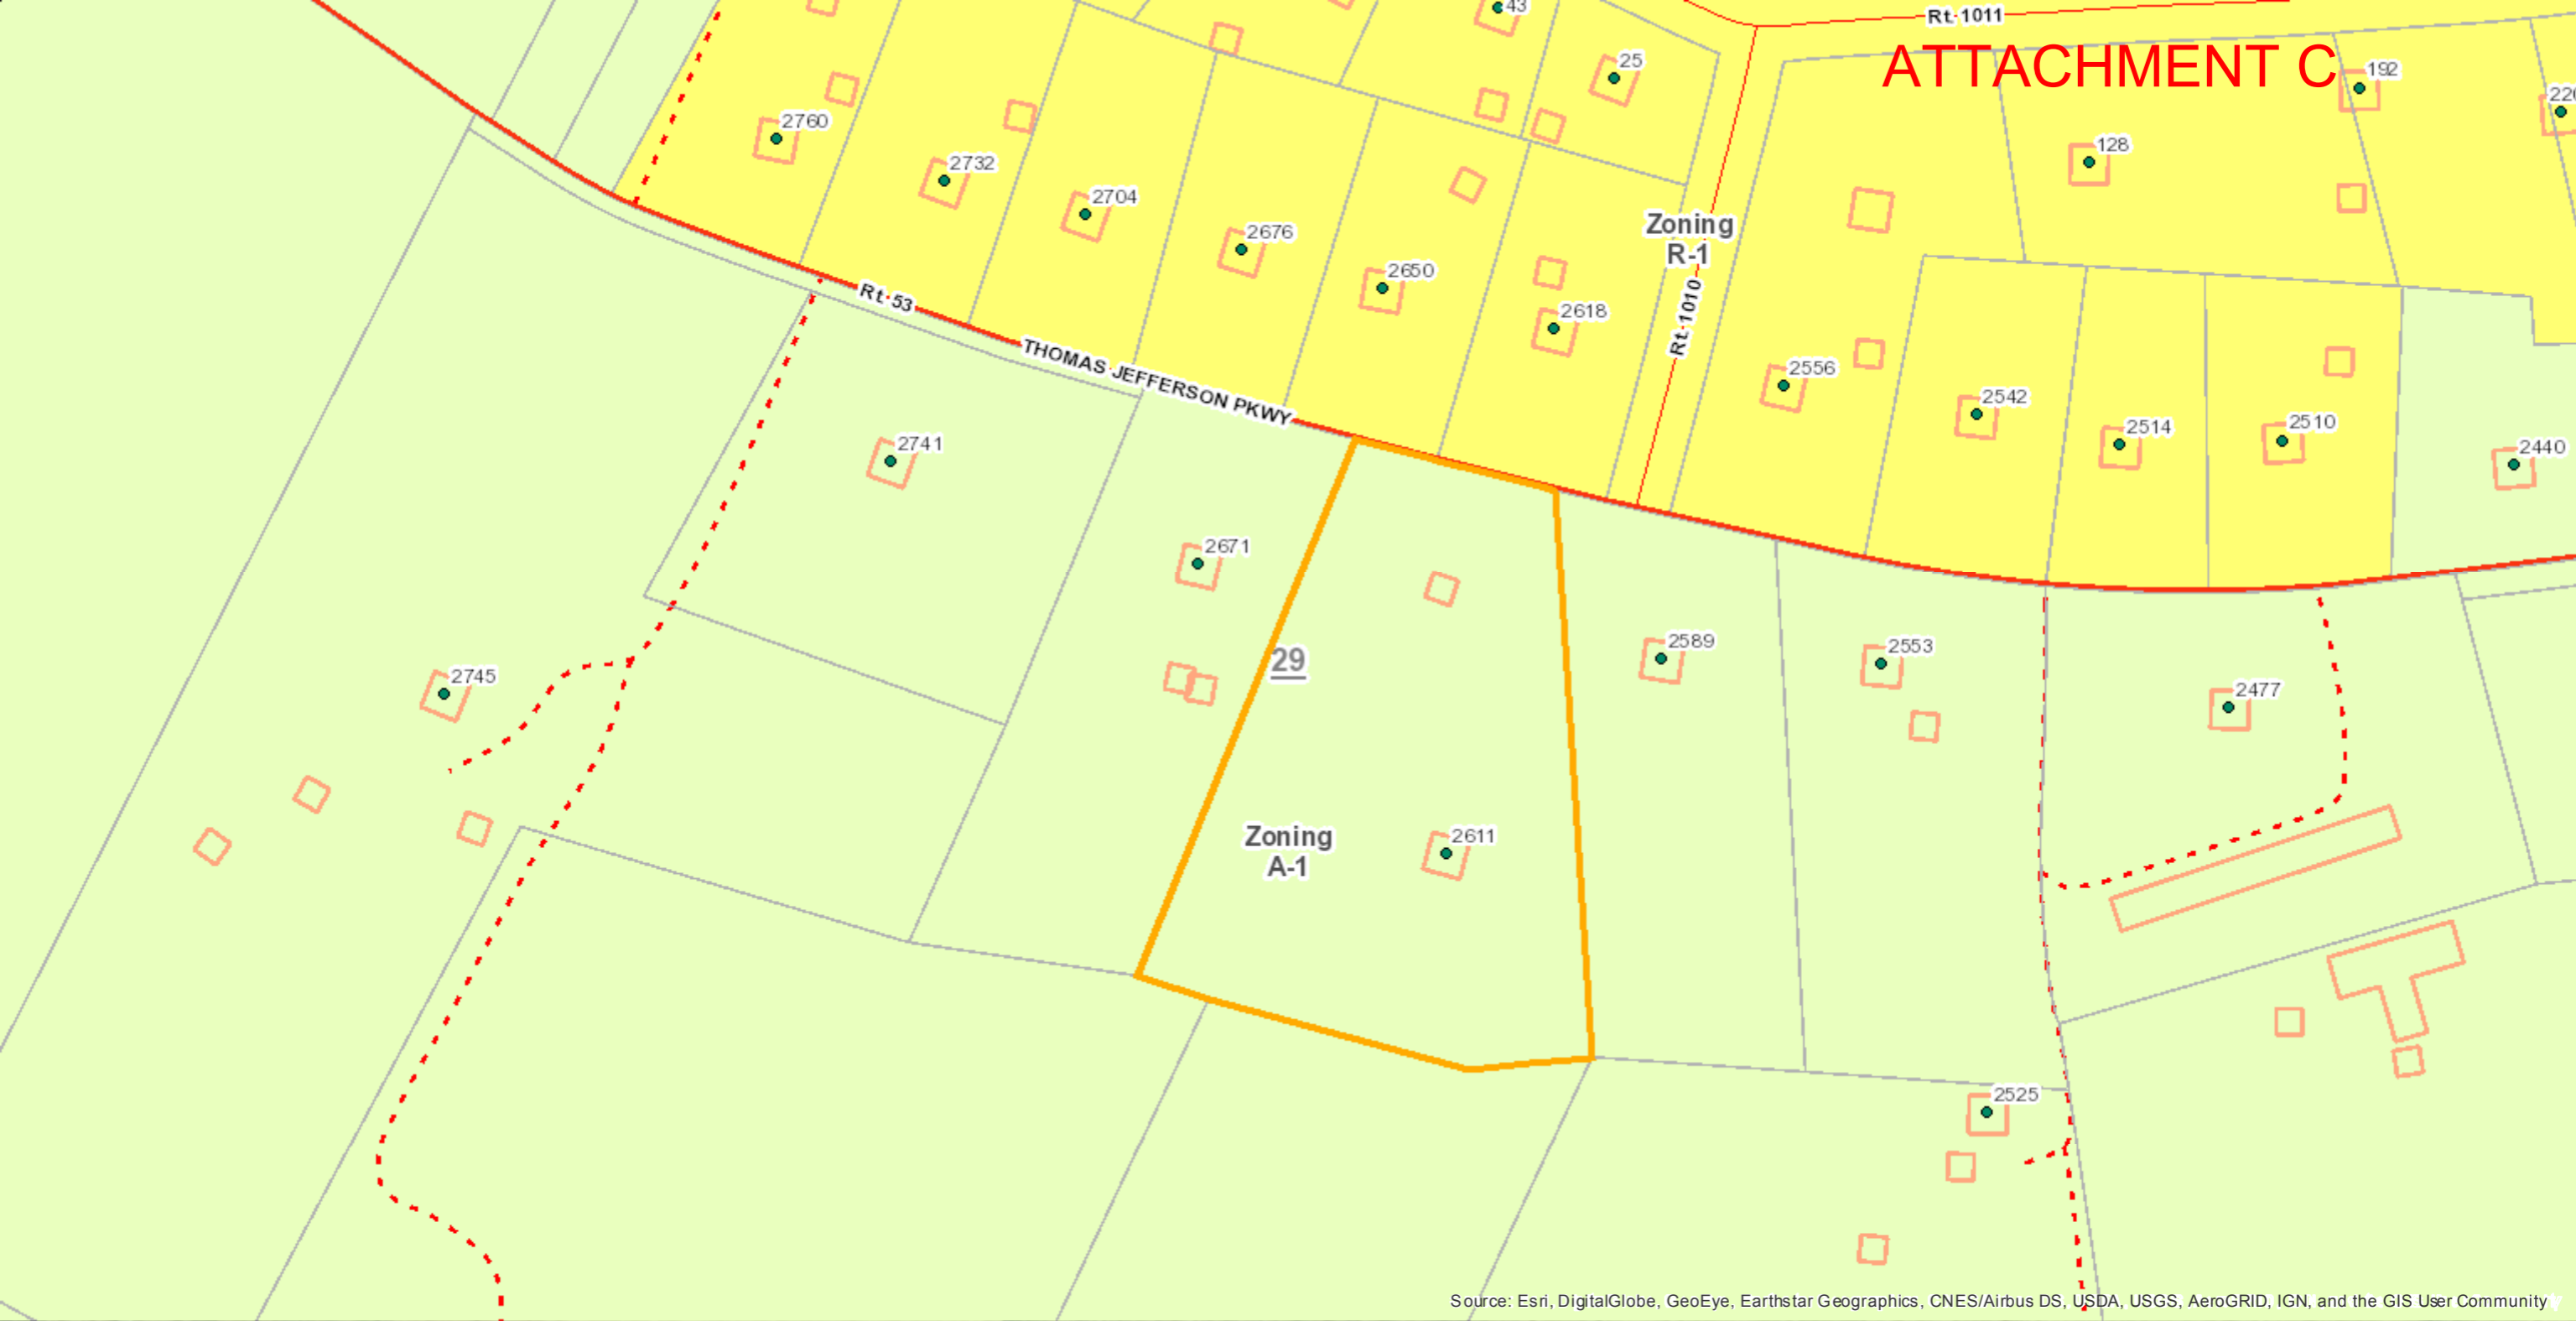 43
Rt. 1011
ATTACHMENT C
25
192
128
2760
2732
2704
2676
2650
2618
Zoning
R-1
Rt. 1010
Rt. 53
THOMAS JEFFERSON PKWY
2556
2542
2514
2510
2440
2741
2671
2745
29
2589
2553
2477
Zoning
A-1
2611
2525
Source: Esri, DigitalGlobe, GeoEye, Earthstar Geographics, CNES/Airbus DS, USDA, USGS, AeroGRID, IGN, and the GIS User Community